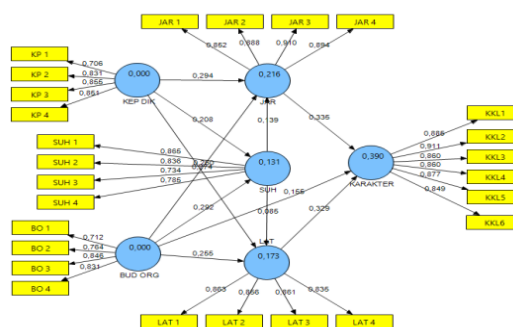 JAR 1
JAR 2
JAR 3
JAR 4
0,852
0,888
0,910
0,894
KP 1
KP 2
KP 3
KP 4
0,706
0,831
0,855
0,861
0,000
KEP DIK
0,294
0,216
JAR
0,208
0,139
0,336
SUH 1
SUH 2
SUH 3
SUH 4
0,866
0,836
0,734
0,786
0,131
SUH
0,390
KARAKTER
KKL1
KKL2
KKL3
KKL4
KKL5
KKL6
0,886
0,911
0,860
0,860
0,877
0,849
0,292
0,085
0,329
BO 1
BO 2
BO 3
BO 4
0,712
0,764
0,846
0,831
0,000
BUD ORG
0,265
0,173
LAT
0,863
0,866
0,861
0,835
LAT 1
LAT 2
LAT 3
LAT 4